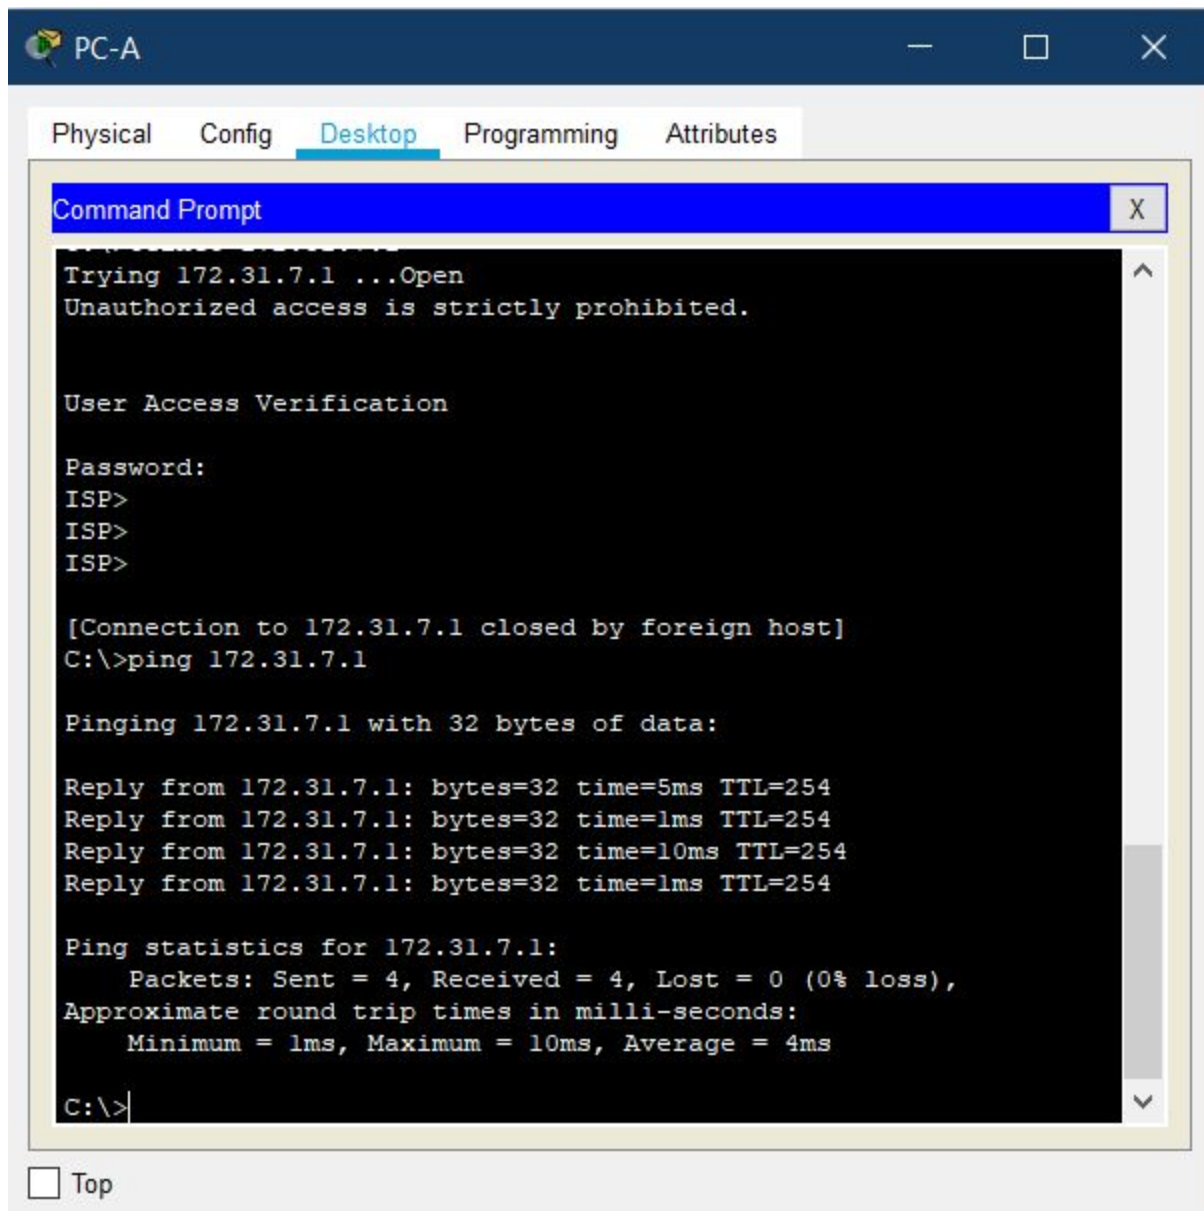 PC-A
Physical Config Desktop Programming Attributes
Command Prompt X
Trying 172.31.7.1 ...Open
Unauthorized access is strictly prohibited.
User Access Verification
Password:
ISP>
ISP>
ISP>
[Connection to 172.31.7.1 closed by foreign host]
C:\>ping 172.31.7.1
Pinging 172.31.7.1 with 32 bytes of data:
Reply from 172.31.7.1: bytes=32 time=5ms TTL=254
Reply from 172.31.7.1: bytes=32 time=1ms TTL=254
Reply from 172.31.7.1: bytes=32 time=10ms TTL=254
Reply from 172.31.7.1: bytes=32 time=1ms TTL=254
Ping statistics for 172.31.7.1:
Packets: Sent = 4, Received = 4, Lost = 0 (0% loss),
Approximate round trip times in milli-seconds:
Minimum = 1ms, Maximum = 10ms, Average = 4ms
C:\>
Top